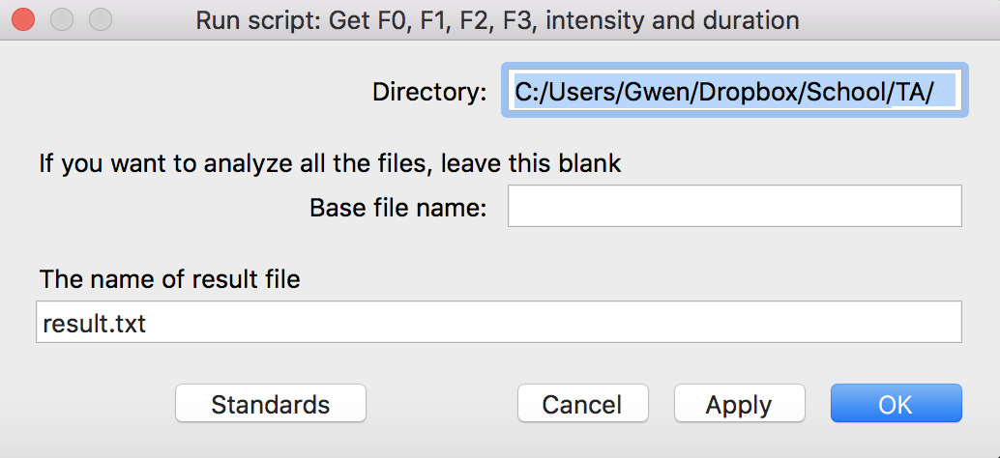 Run script: Get F0, F1, F2, F3, intensity and duration
Directory: C:/Users/Gwen/Dropbox/School/TA/
If you want to analyze all the files, leave this blank
Base file name:
The name of result file
result.txt
Standards Cancel Apply OK